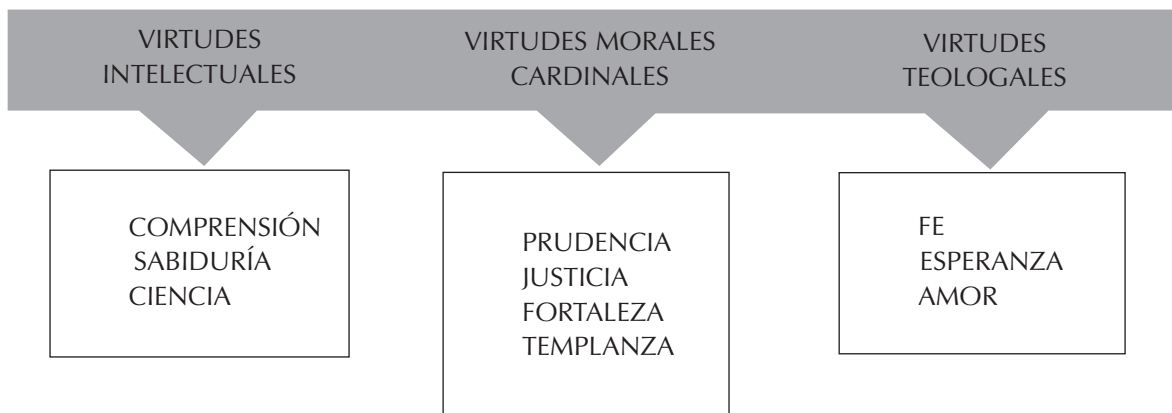 VIRTUDES
INTELECTUALES
VIRTUDES MORALES
CARDINALES
VIRTUDES
TEOLOGALES
COMPRENSIÓN
SABIDURÍA
CIENCIA
PRUDENCIA
JUSTICIA
FORTALEZA
TEMPLANZA
FE
ESPERANZA
AMOR